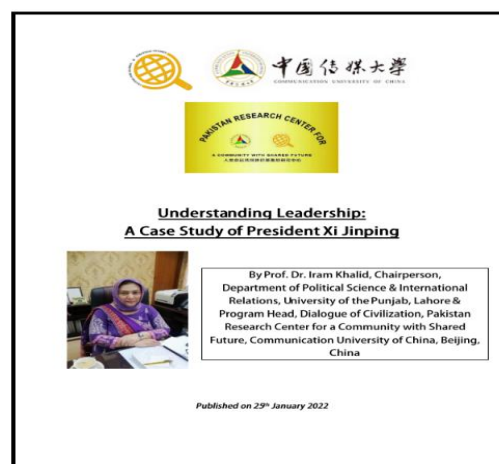 中国传媒大学
COMMUNICATION UNIVERSITY OF CHINA
PAKISTAN RESEARCH CENTER FOR
A COMMUNITY WITH SHARED FUTURE
Understanding Leadership:
A Case Study of President Xi Jinping
By Prof. Dr. Iram Khalid, Chairperson,
Department of Political Science & International
Relations, University of the Punjab, Lahore &
Program Head, Dialogue of Civilization, Pakistan
Research Center for a Community with Shared
Future, Communication University of China, Beijing,
China
Published on 29th January 2022